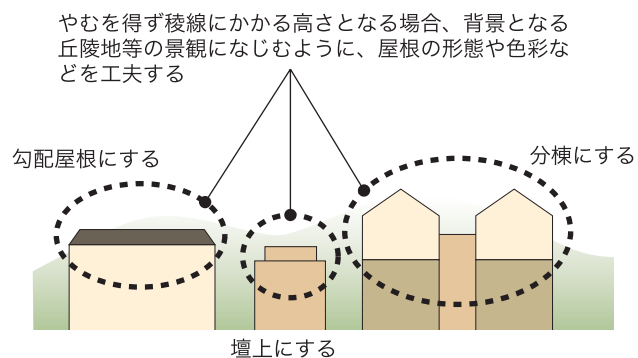 やむを得ず稜線にかかる高さとなる場合、背景となる
丘陵地等の景観になじむように、屋根の形態や色彩な
どを工夫する
勾配屋根にする
分棟にする
壇上にする